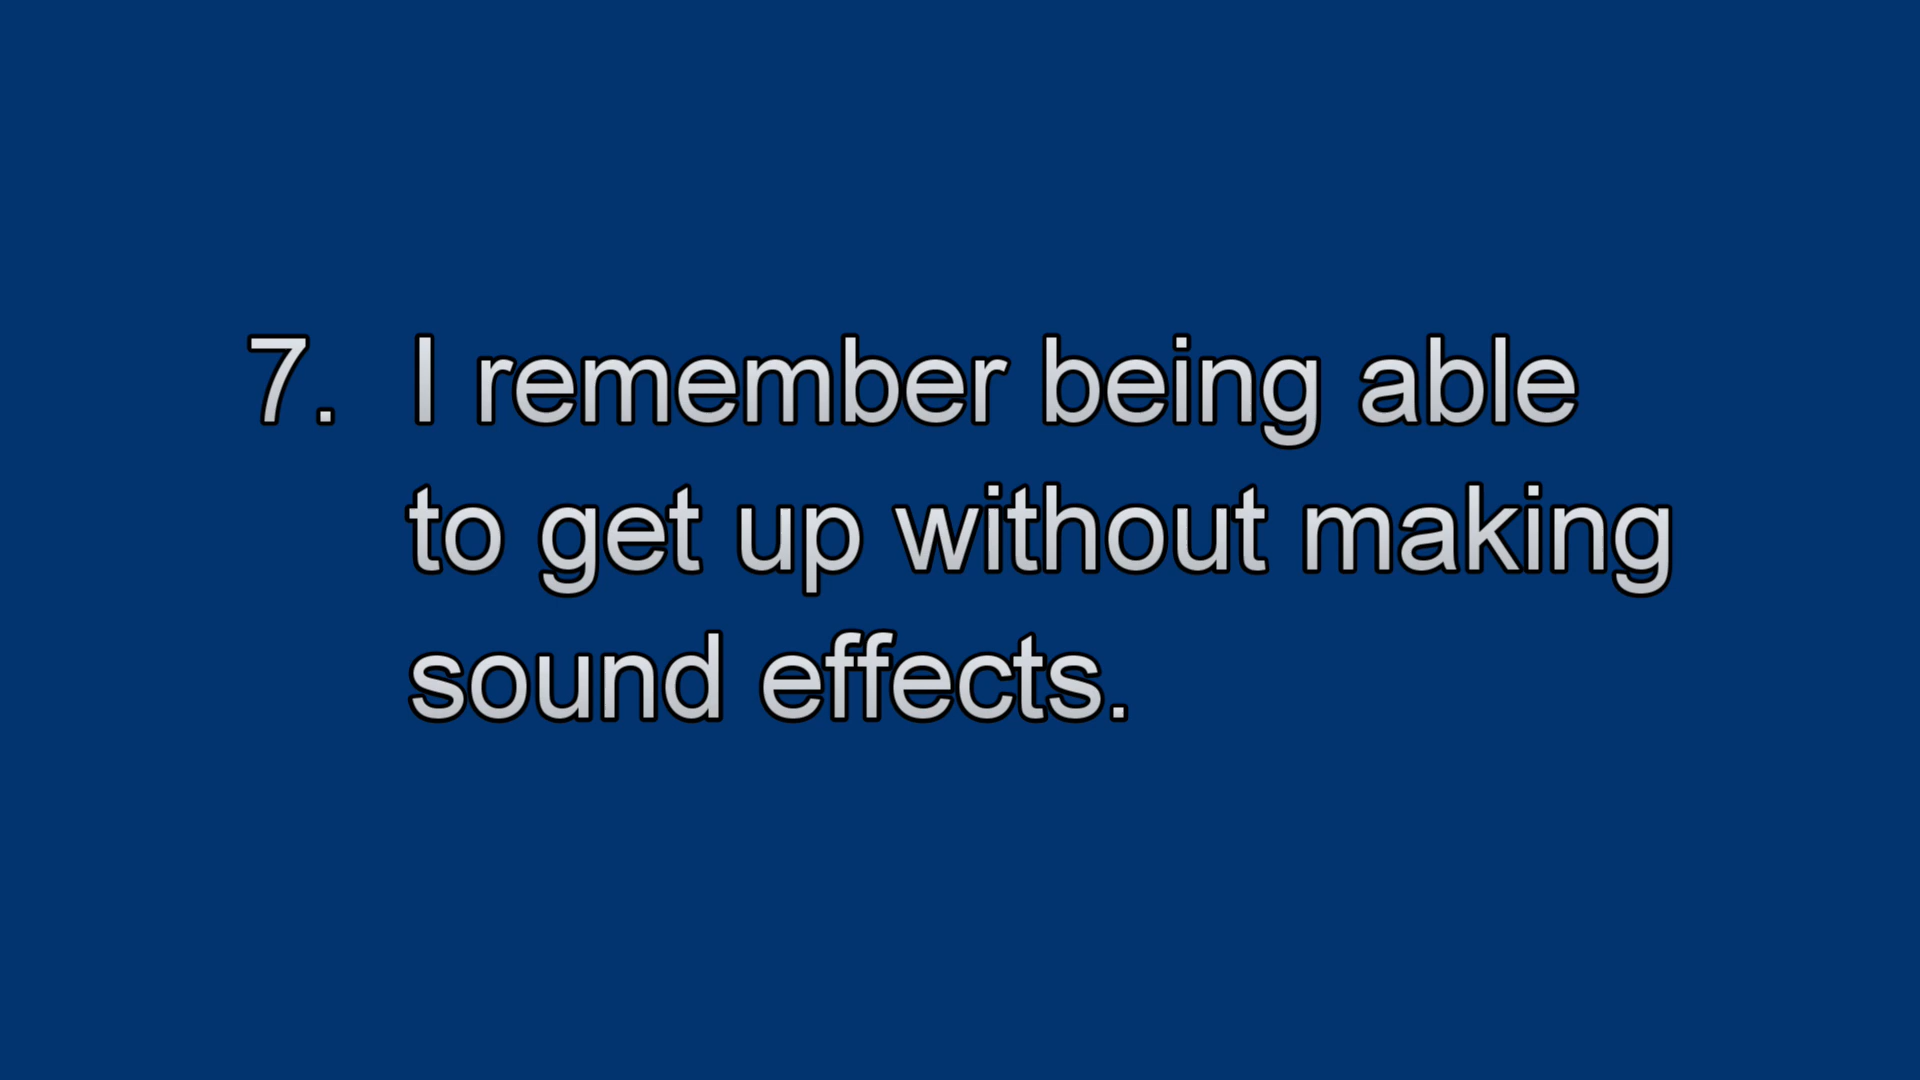 7. I remember being able
to get up without making
sound effects.